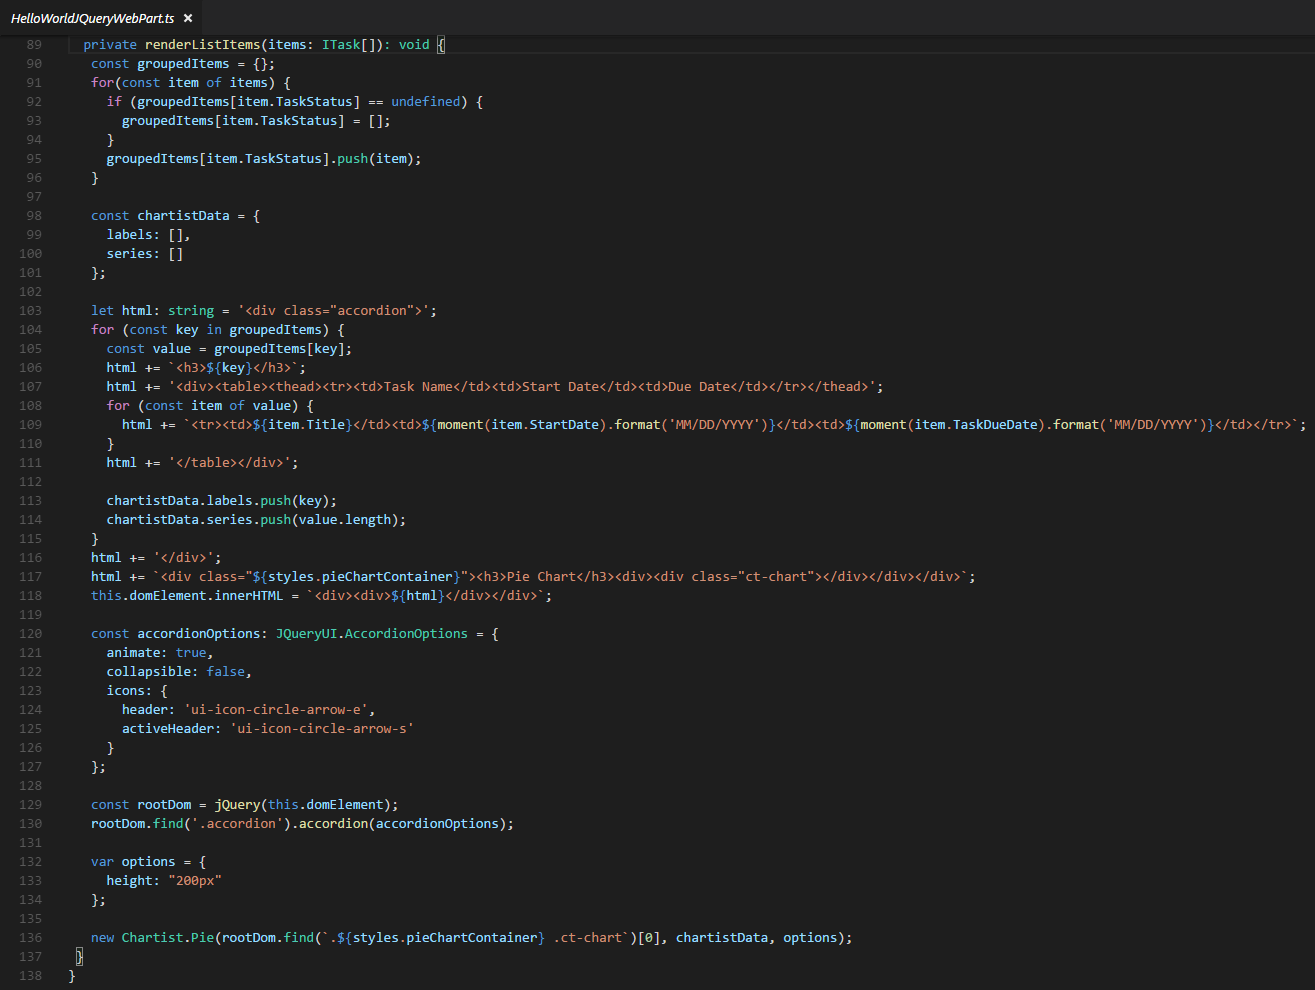 HelloWorldJQueryWebPart.ts ×
89 private renderListItems(items: ITask[]): void {
90 const groupedItems = {};
91 for(const item of items) {
92 if (groupedItems[item.TaskStatus] == undefined) {
93 groupedItems[item.TaskStatus] = [];
94 }
95 groupedItems[item.TaskStatus].push(item);
96 }
97
98 const chartistData = {
99 labels: [],
100 series: []
101 };
102
103 let html: string = '<div class="accordion">';
104 for (const key in groupedItems) {
105 const value = groupedItems[key];
106 html += `<h3>${key}</h3>`;
107 html += '<div><table><thead><tr><td>Task Name</td><td>Start Date</td><td>Due Date</td></tr></thead>';
108 for (const item of value) {
109 html += `<tr><td>${item.Title}</td><td>${moment(item.StartDate).format('MM/DD/YYYY')}</td><td>${moment(item.TaskDueDate).format('MM/DD/YYYY')}</td></tr>`;
110 }
111 html += '</table></div>';
112
113 chartistData.labels.push(key);
114 chartistData.series.push(value.length);
115 }
116 html += '</div>';
117 html += `<div class="${styles.pieChartContainer}"><h3>Pie Chart</h3><div><div class="ct-chart"></div></div></div>`;
118 this.domElement.innerHTML = `<div><div>${html}</div></div>`;
119
120 const accordionOptions: JQueryUI.AccordionOptions = {
121 animate: true,
122 collapsible: false,
123 icons: {
124 header: 'ui-icon-circle-arrow-e',
125 activeHeader: 'ui-icon-circle-arrow-s'
126 }
127 };
128
129 const rootDom = jQuery(this.domElement);
130 rootDom.find('.accordion').accordion(accordionOptions);
131
132 var options = {
133 height: "200px"
134 };
135
136 new Chartist.Pie(rootDom.find(`.${styles.pieChartContainer} .ct-chart`)[0], chartistData, options);
137 }
138 }